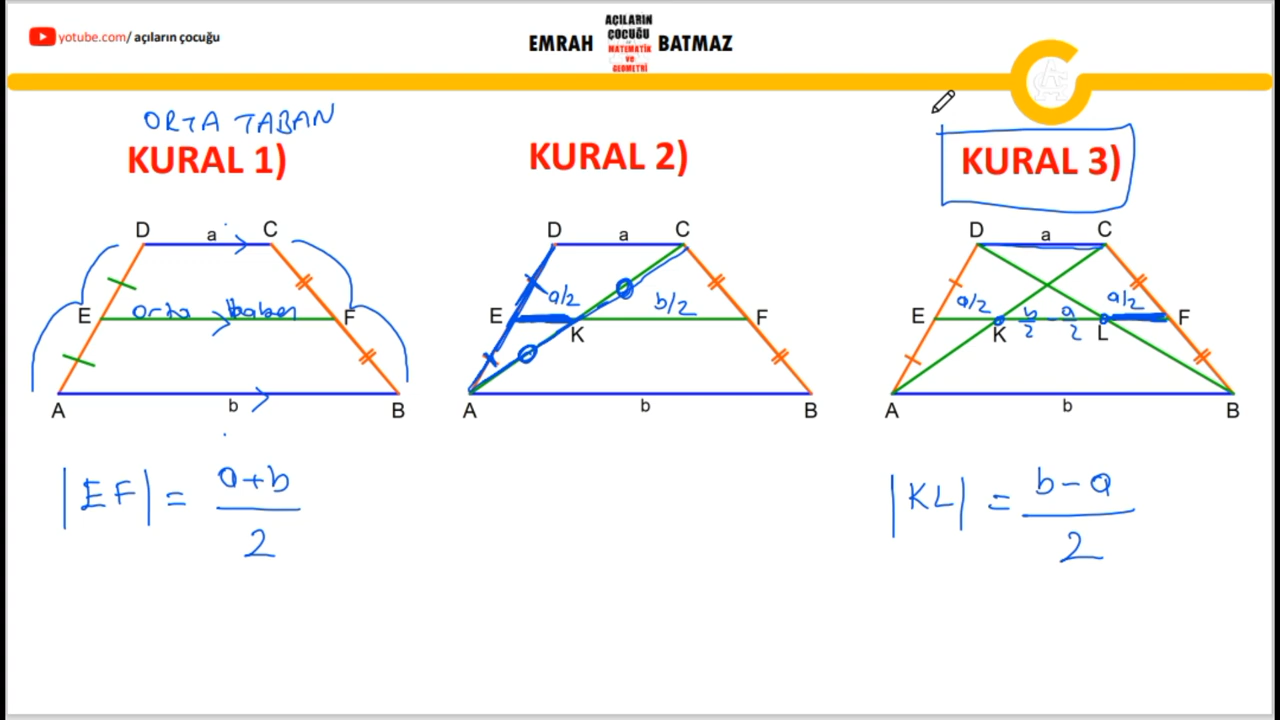 yotube.com/ açıların çocuğu
EMRAH AÇILARIN ÇOCUĞU MATEMATİK ve GEOMETRİ BATMAZ
ORTA TABAN
KURAL 1)
D a C
E orta taban F
A b B
|EF| = a+b / 2
KURAL 2)
D a C
a/2 b/2
E K F
A b B
KURAL 3)
D a C
a/2 a/2
E K b/2 - a/2 L F
A b B
|KL| = b-a / 2